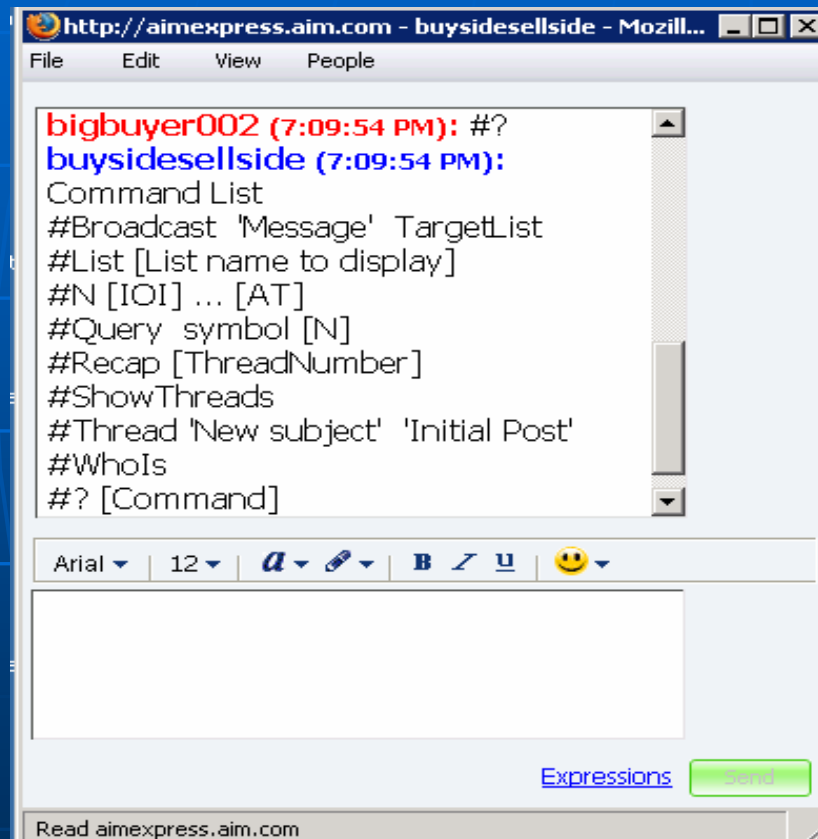 http://aimexpress.aim.com - buysidesellside - Mozill...
File Edit View People
bigbuyer002 (7:09:54 PM): #?
buysidesellside (7:09:54 PM):
Command List
#Broadcast 'Message' TargetList
#List [List name to display]
#N [IOI] ... [AT]
#Query symbol [N]
#Recap [ThreadNumber]
#ShowThreads
#Thread 'New subject' 'Initial Post'
#WhoIs
#? [Command]
Arial 12 a B I U
Expressions Send
Read aimexpress.aim.com